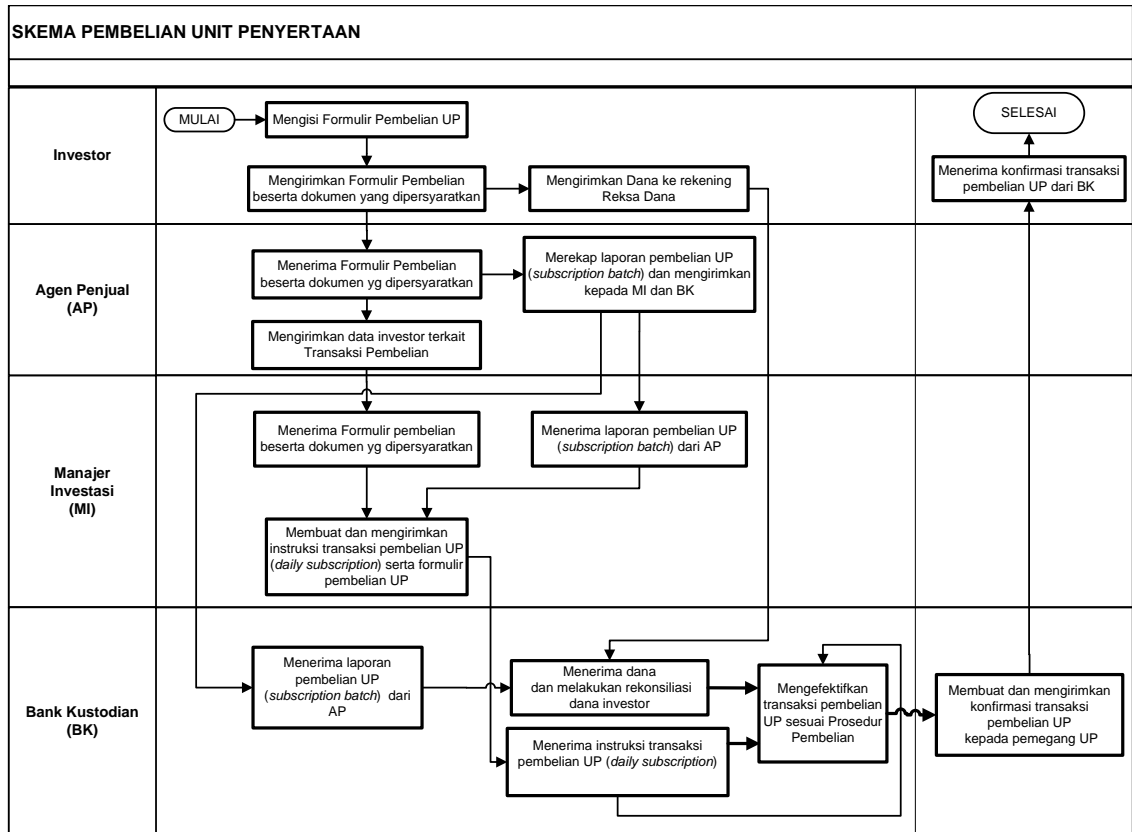 SKEMA PEMBELIAN UNIT PENYERTAAN
Investor
MULAI
Mengisi Formulir Pembelian UP
SELESAI
Mengirimkan Formulir Pembelian
beserta dokumen yang dipersyaratkan
Mengirimkan Dana ke rekening
Reksa Dana
Menerima konfirmasi transaksi
pembelian UP dari BK
Agen Penjual
(AP)
Menerima Formulir Pembelian
beserta dokumen yg dipersyaratkan
Merekap laporan pembelian UP
(subscription batch) dan mengirimkan
kepada MI dan BK
Mengirimkan data investor terkait
Transaksi Pembelian
Manajer
Investasi
(MI)
Menerima Formulir pembelian
beserta dokumen yg dipersyaratkan
Menerima laporan pembelian UP
(subscription batch) dari AP
Membuat dan mengirimkan
instruksi transaksi pembelian UP
(daily subscription) serta formulir
pembelian UP
Bank Kustodian
(BK)
Menerima laporan
pembelian UP
(subscription batch) dari
AP
Menerima dana
dan melakukan rekonsiliasi
dana investor
Menerima instruksi transaksi
pembelian UP (daily subscription)
Mengefektifkan
transaksi pembelian
UP sesuai Prosedur
Pembelian
Membuat dan mengirimkan
konfirmasi transaksi
pembelian UP
kepada pemegang UP